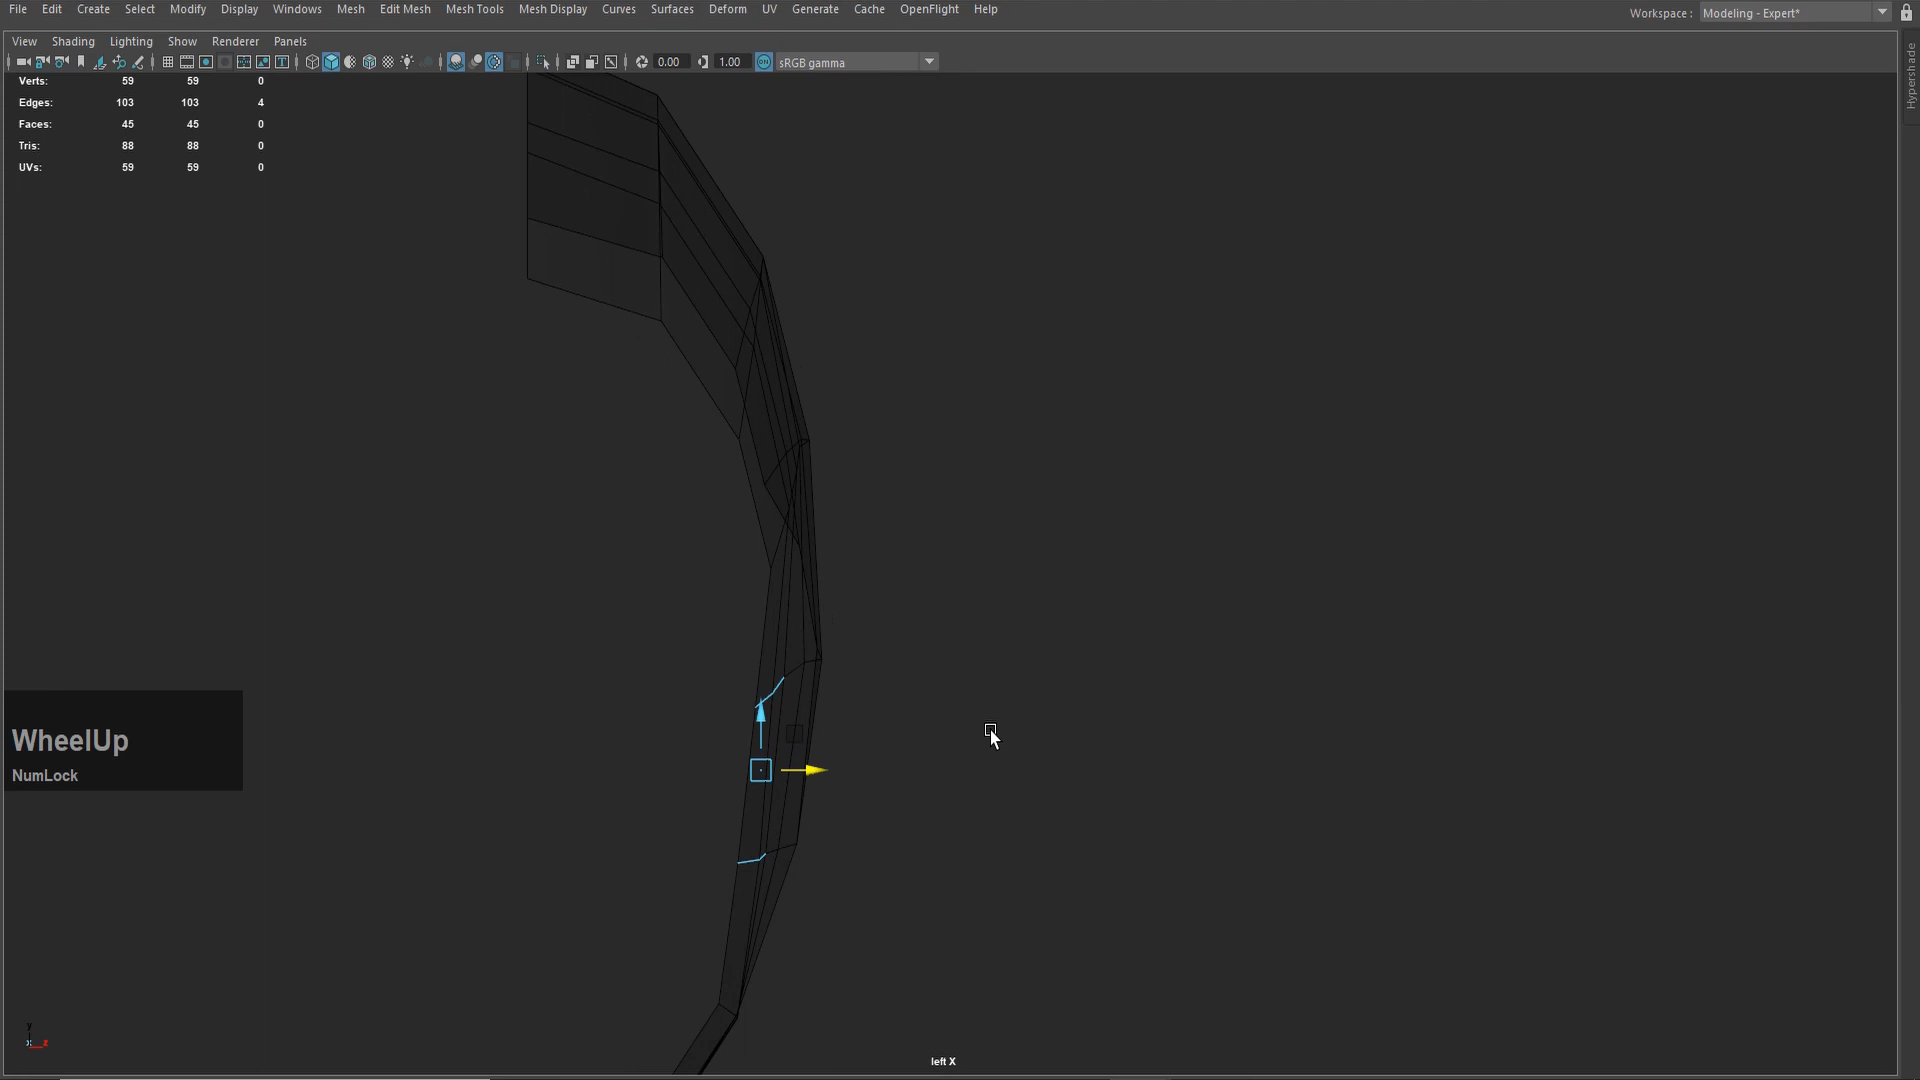 File Edit Create Select Modify Display Windows Mesh Edit Mesh Mesh Tools Mesh Display Curves Surfaces Deform UV Generate Cache OpenFlight Help
Workspace : Modeling - Expert*
View Shading Lighting Show Renderer Panels
0.00 1.00 ON sRGB gamma
Hypershade
Verts: 59 59 0
Edges: 103 103 4
Faces: 45 45 0
Tris: 88 88 0
UVs: 59 59 0
WheelUp
NumLock
y
x z
left X